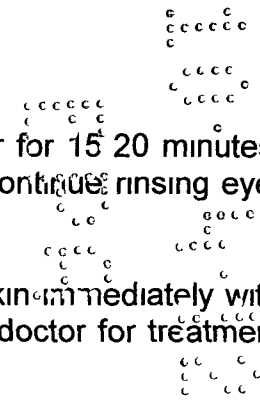 r for 15 20 minutes
ontinue rinsing eye
kin immediately wit
doctor for treatmen